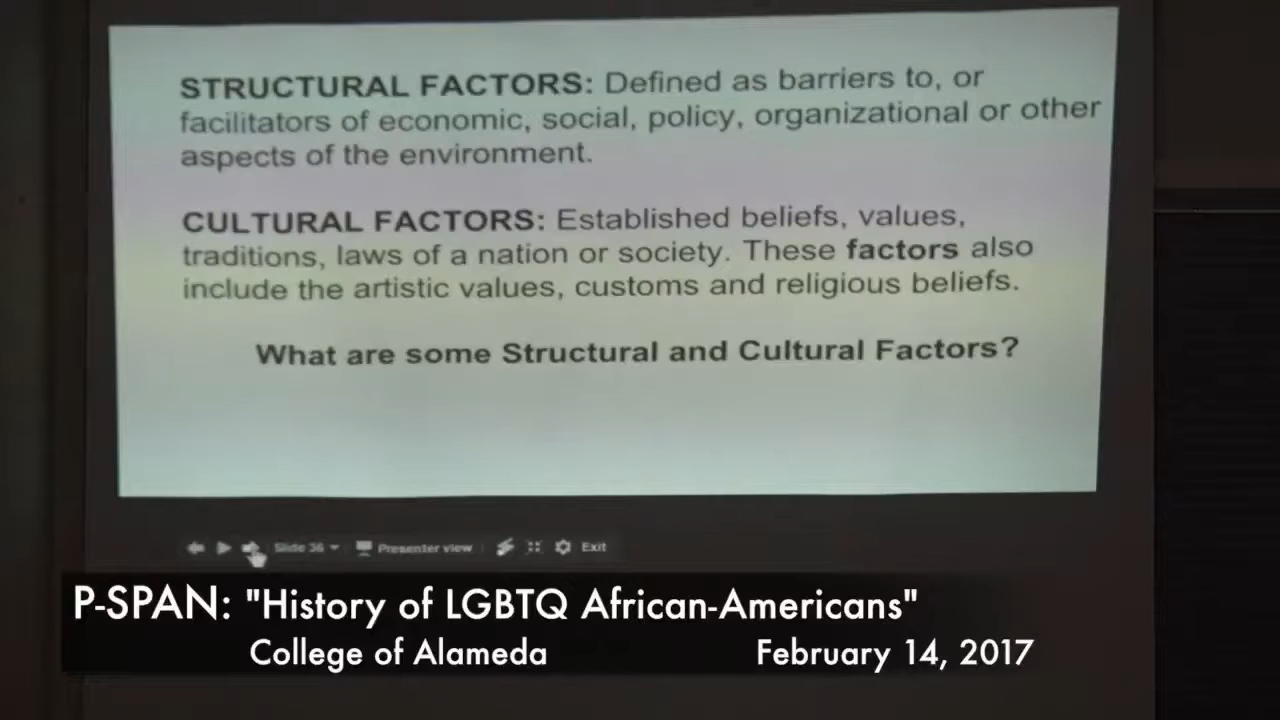 STRUCTURAL FACTORS: Defined as barriers to, or
facilitators of economic, social, policy, organizational or other
aspects of the environment.
CULTURAL FACTORS: Established beliefs, values,
traditions, laws of a nation or society. These factors also
include the artistic values, customs and religious beliefs.
What are some Structural and Cultural Factors?
Slide 36 Presenter view Exit
P-SPAN: "History of LGBTQ African-Americans"
College of Alameda February 14, 2017